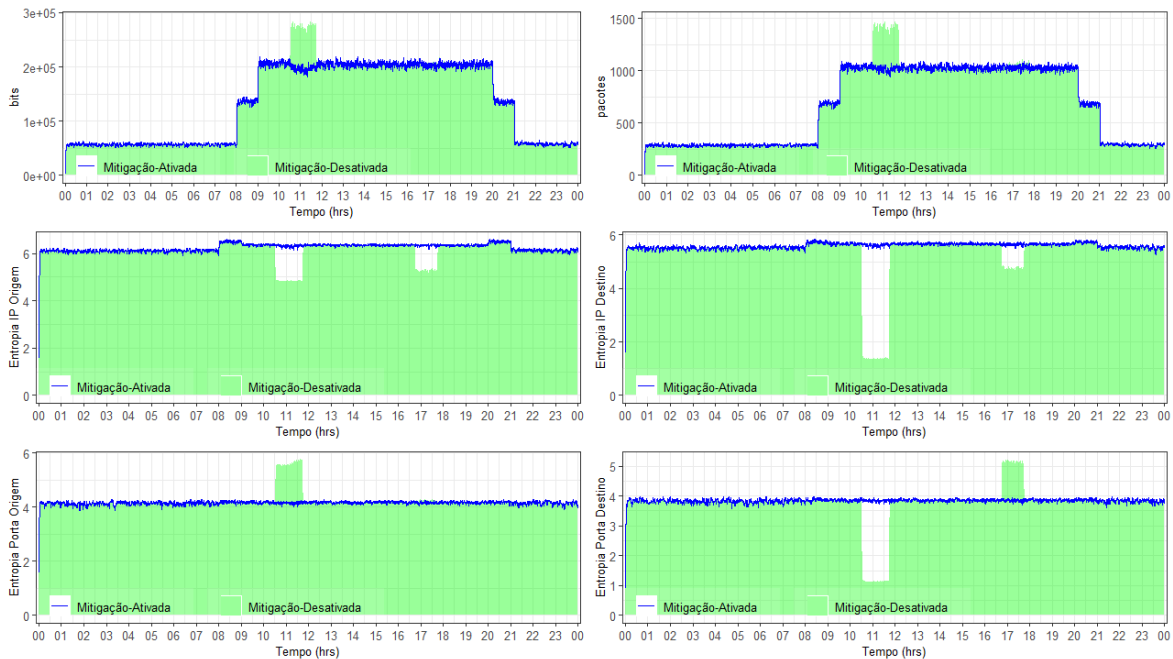 3e+05
2e+05
1e+05
0e+00
bits
Mitigação-Ativada Mitigação-Desativada
00 01 02 03 04 05 06 07 08 09 10 11 12 13 14 15 16 17 18 19 20 21 22 23 00
Tempo (hrs)
1500
1000
500
0
pacotes
Mitigação-Ativada Mitigação-Desativada
00 01 02 03 04 05 06 07 08 09 10 11 12 13 14 15 16 17 18 19 20 21 22 23 00
Tempo (hrs)
6
4
2
0
Entropia IP Origem
Mitigação-Ativada Mitigação-Desativada
00 01 02 03 04 05 06 07 08 09 10 11 12 13 14 15 16 17 18 19 20 21 22 23 00
Tempo (hrs)
6
4
2
0
Entropia IP Destino
Mitigação-Ativada Mitigação-Desativada
00 01 02 03 04 05 06 07 08 09 10 11 12 13 14 15 16 17 18 19 20 21 22 23 00
Tempo (hrs)
6
4
2
0
Entropia Porta Origem
Mitigação-Ativada Mitigação-Desativada
00 01 02 03 04 05 06 07 08 09 10 11 12 13 14 15 16 17 18 19 20 21 22 23 00
Tempo (hrs)
5
4
3
2
1
0
Entropia Porta Destino
Mitigação-Ativada Mitigação-Desativada
00 01 02 03 04 05 06 07 08 09 10 11 12 13 14 15 16 17 18 19 20 21 22 23 00
Tempo (hrs)